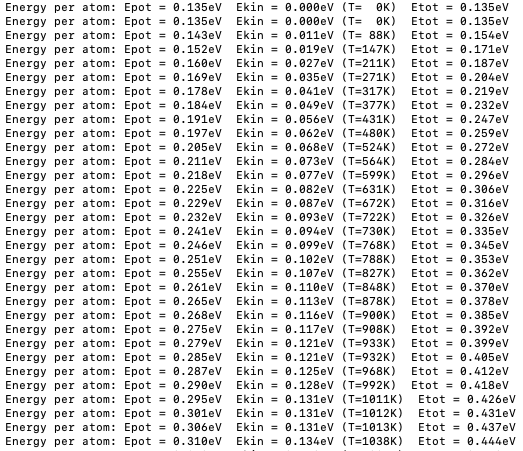 Energy per atom: Epot = 0.135eV  Ekin = 0.000eV (T=  0K)  Etot = 0.135eV
Energy per atom: Epot = 0.135eV  Ekin = 0.000eV (T=  0K)  Etot = 0.135eV
Energy per atom: Epot = 0.143eV  Ekin = 0.011eV (T= 88K)  Etot = 0.154eV
Energy per atom: Epot = 0.152eV  Ekin = 0.019eV (T=147K)  Etot = 0.171eV
Energy per atom: Epot = 0.160eV  Ekin = 0.027eV (T=211K)  Etot = 0.187eV
Energy per atom: Epot = 0.169eV  Ekin = 0.035eV (T=271K)  Etot = 0.204eV
Energy per atom: Epot = 0.178eV  Ekin = 0.041eV (T=317K)  Etot = 0.219eV
Energy per atom: Epot = 0.184eV  Ekin = 0.049eV (T=377K)  Etot = 0.232eV
Energy per atom: Epot = 0.191eV  Ekin = 0.056eV (T=431K)  Etot = 0.247eV
Energy per atom: Epot = 0.197eV  Ekin = 0.062eV (T=480K)  Etot = 0.259eV
Energy per atom: Epot = 0.205eV  Ekin = 0.068eV (T=524K)  Etot = 0.272eV
Energy per atom: Epot = 0.211eV  Ekin = 0.073eV (T=564K)  Etot = 0.284eV
Energy per atom: Epot = 0.218eV  Ekin = 0.077eV (T=599K)  Etot = 0.296eV
Energy per atom: Epot = 0.225eV  Ekin = 0.082eV (T=631K)  Etot = 0.306eV
Energy per atom: Epot = 0.229eV  Ekin = 0.087eV (T=672K)  Etot = 0.316eV
Energy per atom: Epot = 0.232eV  Ekin = 0.093eV (T=722K)  Etot = 0.326eV
Energy per atom: Epot = 0.241eV  Ekin = 0.094eV (T=730K)  Etot = 0.335eV
Energy per atom: Epot = 0.246eV  Ekin = 0.099eV (T=768K)  Etot = 0.345eV
Energy per atom: Epot = 0.251eV  Ekin = 0.102eV (T=788K)  Etot = 0.353eV
Energy per atom: Epot = 0.255eV  Ekin = 0.107eV (T=827K)  Etot = 0.362eV
Energy per atom: Epot = 0.261eV  Ekin = 0.110eV (T=848K)  Etot = 0.370eV
Energy per atom: Epot = 0.265eV  Ekin = 0.113eV (T=878K)  Etot = 0.378eV
Energy per atom: Epot = 0.268eV  Ekin = 0.116eV (T=900K)  Etot = 0.385eV
Energy per atom: Epot = 0.275eV  Ekin = 0.117eV (T=908K)  Etot = 0.392eV
Energy per atom: Epot = 0.279eV  Ekin = 0.121eV (T=933K)  Etot = 0.399eV
Energy per atom: Epot = 0.285eV  Ekin = 0.121eV (T=932K)  Etot = 0.405eV
Energy per atom: Epot = 0.287eV  Ekin = 0.125eV (T=968K)  Etot = 0.412eV
Energy per atom: Epot = 0.290eV  Ekin = 0.128eV (T=992K)  Etot = 0.418eV
Energy per atom: Epot = 0.295eV  Ekin = 0.131eV (T=1011K)  Etot = 0.426eV
Energy per atom: Epot = 0.301eV  Ekin = 0.131eV (T=1012K)  Etot = 0.431eV
Energy per atom: Epot = 0.306eV  Ekin = 0.131eV (T=1013K)  Etot = 0.437eV
Energy per atom: Epot = 0.310eV  Ekin = 0.134eV (T=1038K)  Etot = 0.444eV